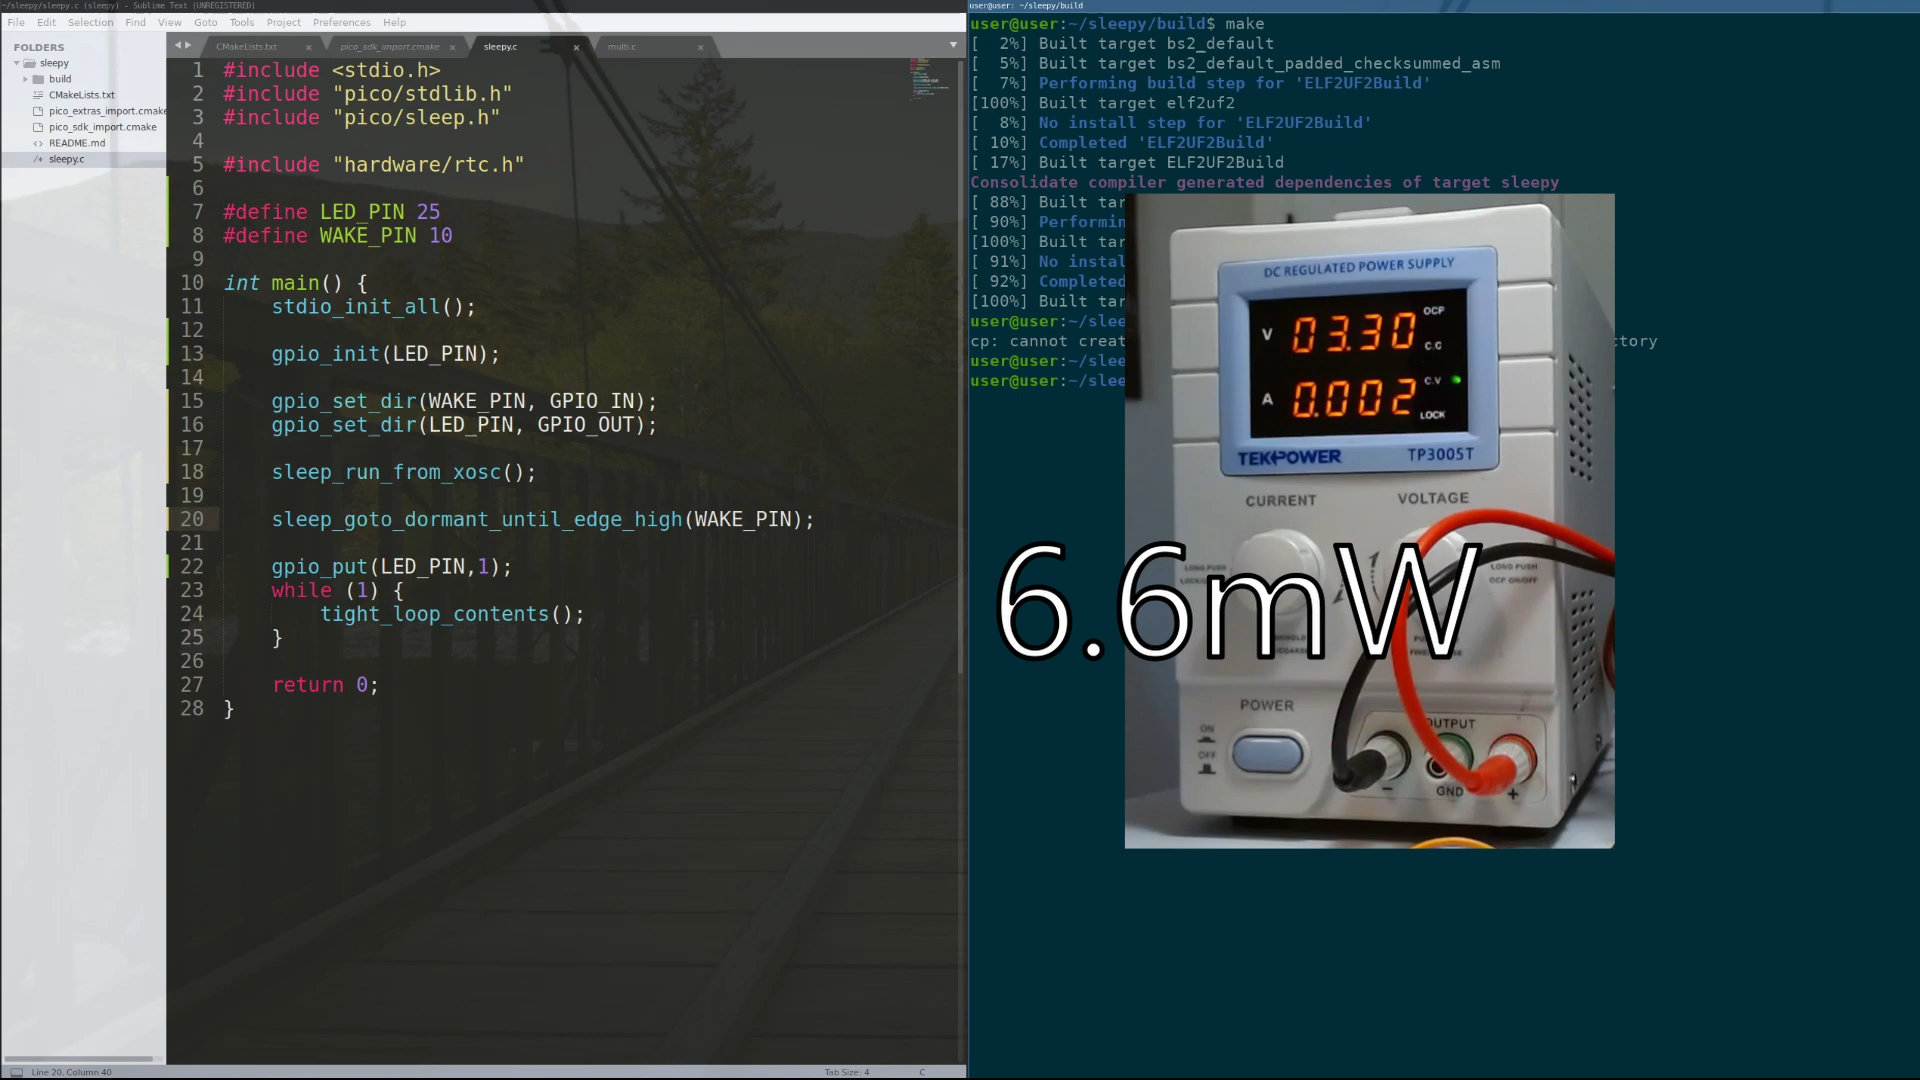 ~/sleepy/sleepy.c (sleepy) - Sublime Text (UNREGISTERED)
File Edit Selection Find View Goto Tools Project Preferences Help
FOLDERS
sleepy
build
CMakeLists.txt
pico_extras_import.cmake
pico_sdk_import.cmake
README.md
sleepy.c
CMakeLists.txt pico_sdk_import.cmake sleepy.c multi.c
1 #include <stdio.h>
2 #include "pico/stdlib.h"
3 #include "pico/sleep.h"
4
5 #include "hardware/rtc.h"
6
7 #define LED_PIN 25
8 #define WAKE_PIN 10
9
10 int main() {
11 stdio_init_all();
12
13 gpio_init(LED_PIN);
14
15 gpio_set_dir(WAKE_PIN, GPIO_IN);
16 gpio_set_dir(LED_PIN, GPIO_OUT);
17
18 sleep_run_from_xosc();
19
20 sleep_goto_dormant_until_edge_high(WAKE_PIN);
21
22 gpio_put(LED_PIN,1);
23 while (1) {
24 tight_loop_contents();
25 }
26
27 return 0;
28 }
Line 20, Column 40
Tab Size: 4
C
user@user: ~/sleepy/build
user@user:~/sleepy/build$ make
[  2%] Built target bs2_default
[  5%] Built target bs2_default_padded_checksummed_asm
[  7%] Performing build step for 'ELF2UF2Build'
[100%] Built target elf2uf2
[  8%] No install step for 'ELF2UF2Build'
[ 10%] Completed 'ELF2UF2Build'
[ 17%] Built target ELF2UF2Build
Consolidate compiler generated dependencies of target sleepy
[ 88%] Built tar
[ 90%] Performin
[100%] Built tar
[ 91%] No instal
[ 92%] Completed
[100%] Built tar
user@user:~/slee
cp: cannot creat
ctory
user@user:~/slee
user@user:~/slee
DC REGULATED POWER SUPPLY
V 03.30 OCP
C.C
A 0.002 C.V
LOCK
TEKPOWER TP3005T
CURRENT VOLTAGE
LONG PUSH
OCP ON/OFF
6.6mW
POWER
ON
OFF
OUTPUT
- GND +